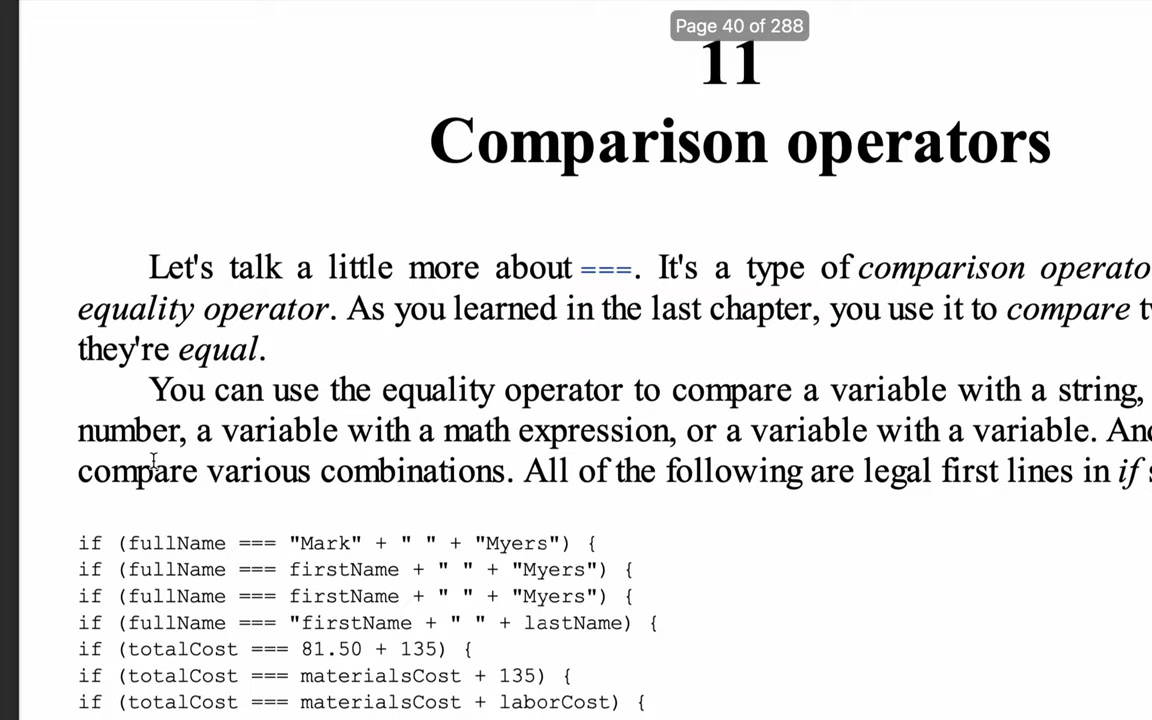 Page 40 of 288
11
Comparison operators
Let's talk a little more about ===. It's a type of comparison
equality operator. As you learned in the last chapter, you use it to compare
they're equal.
You can use the equality operator to compare a variable with a string,
number, a variable with a math expression, or a variable with a variable.
compare various combinations. All of the following are legal first lines in if
if (fullName === "Mark" + " " + "Myers") {
if (fullName === firstName + " " + "Myers") {
if (fullName === firstName + " " + "Myers") {
if (fullName === "firstName + " " + lastName) {
if (totalCost === 81.50 + 135) {
if (totalCost === materialsCost + 135) {
if (totalCost === materialsCost + laborCost) {